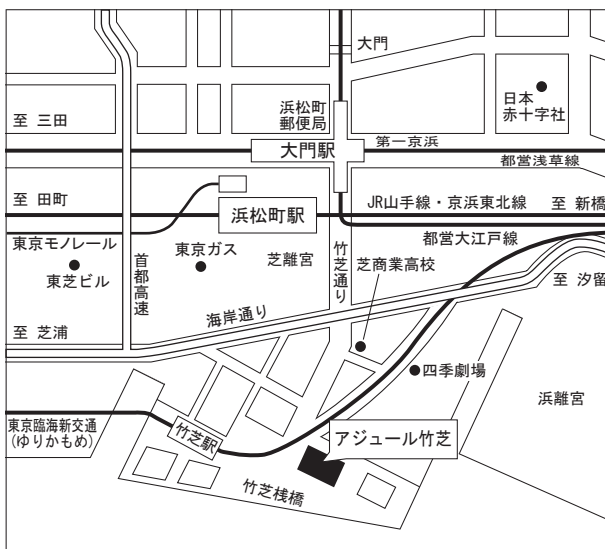 大門
浜松町
郵便局
日本
赤十字社
至 三田
大門駅
第一京浜
都営浅草線
至 田町
浜松町駅
JR山手線・京浜東北線
至 新橋
東京モノレール
東芝ビル
首都高速
東京ガス
芝離宮
竹芝通り
都営大江戸線
芝商業高校
至 汐留
海岸通り
至 芝浦
四季劇場
浜離宮
東京臨海新交通
(ゆりかもめ)
竹芝駅
アジュール竹芝
竹芝桟橋